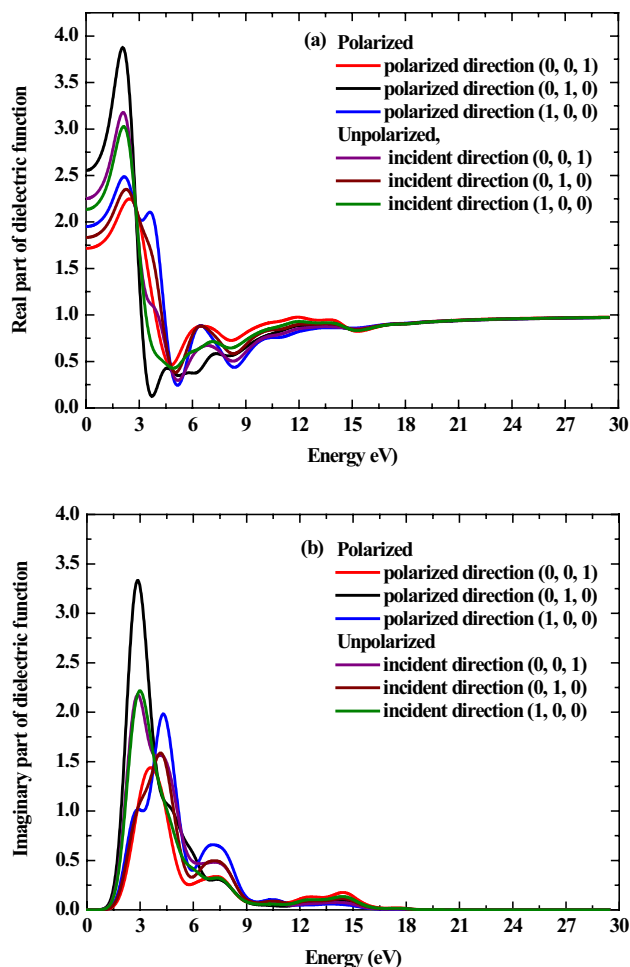 4.0
3.5
3.0
2.5
2.0
1.5
1.0
0.5
0.0
Real part of dielectric function
(a) Polarized
polarized direction (0, 0, 1)
polarized direction (0, 1, 0)
polarized direction (1, 0, 0)
Unpolarized,
incident direction (0, 0, 1)
incident direction (0, 1, 0)
incident direction (1, 0, 0)
0 3 6 9 12 15 18 21 24 27 30
Energy eV)
4.0
3.5
3.0
2.5
2.0
1.5
1.0
0.5
0.0
Imaginary part of dielectric function
(b) Polarized
polarized direction (0, 0, 1)
polarized direction (0, 1, 0)
polarized direction (1, 0, 0)
Unpolarized
incident direction (0, 0, 1)
incident direction (0, 1, 0)
incident direction (1, 0, 0)
0 3 6 9 12 15 18 21 24 27 30
Energy (eV)